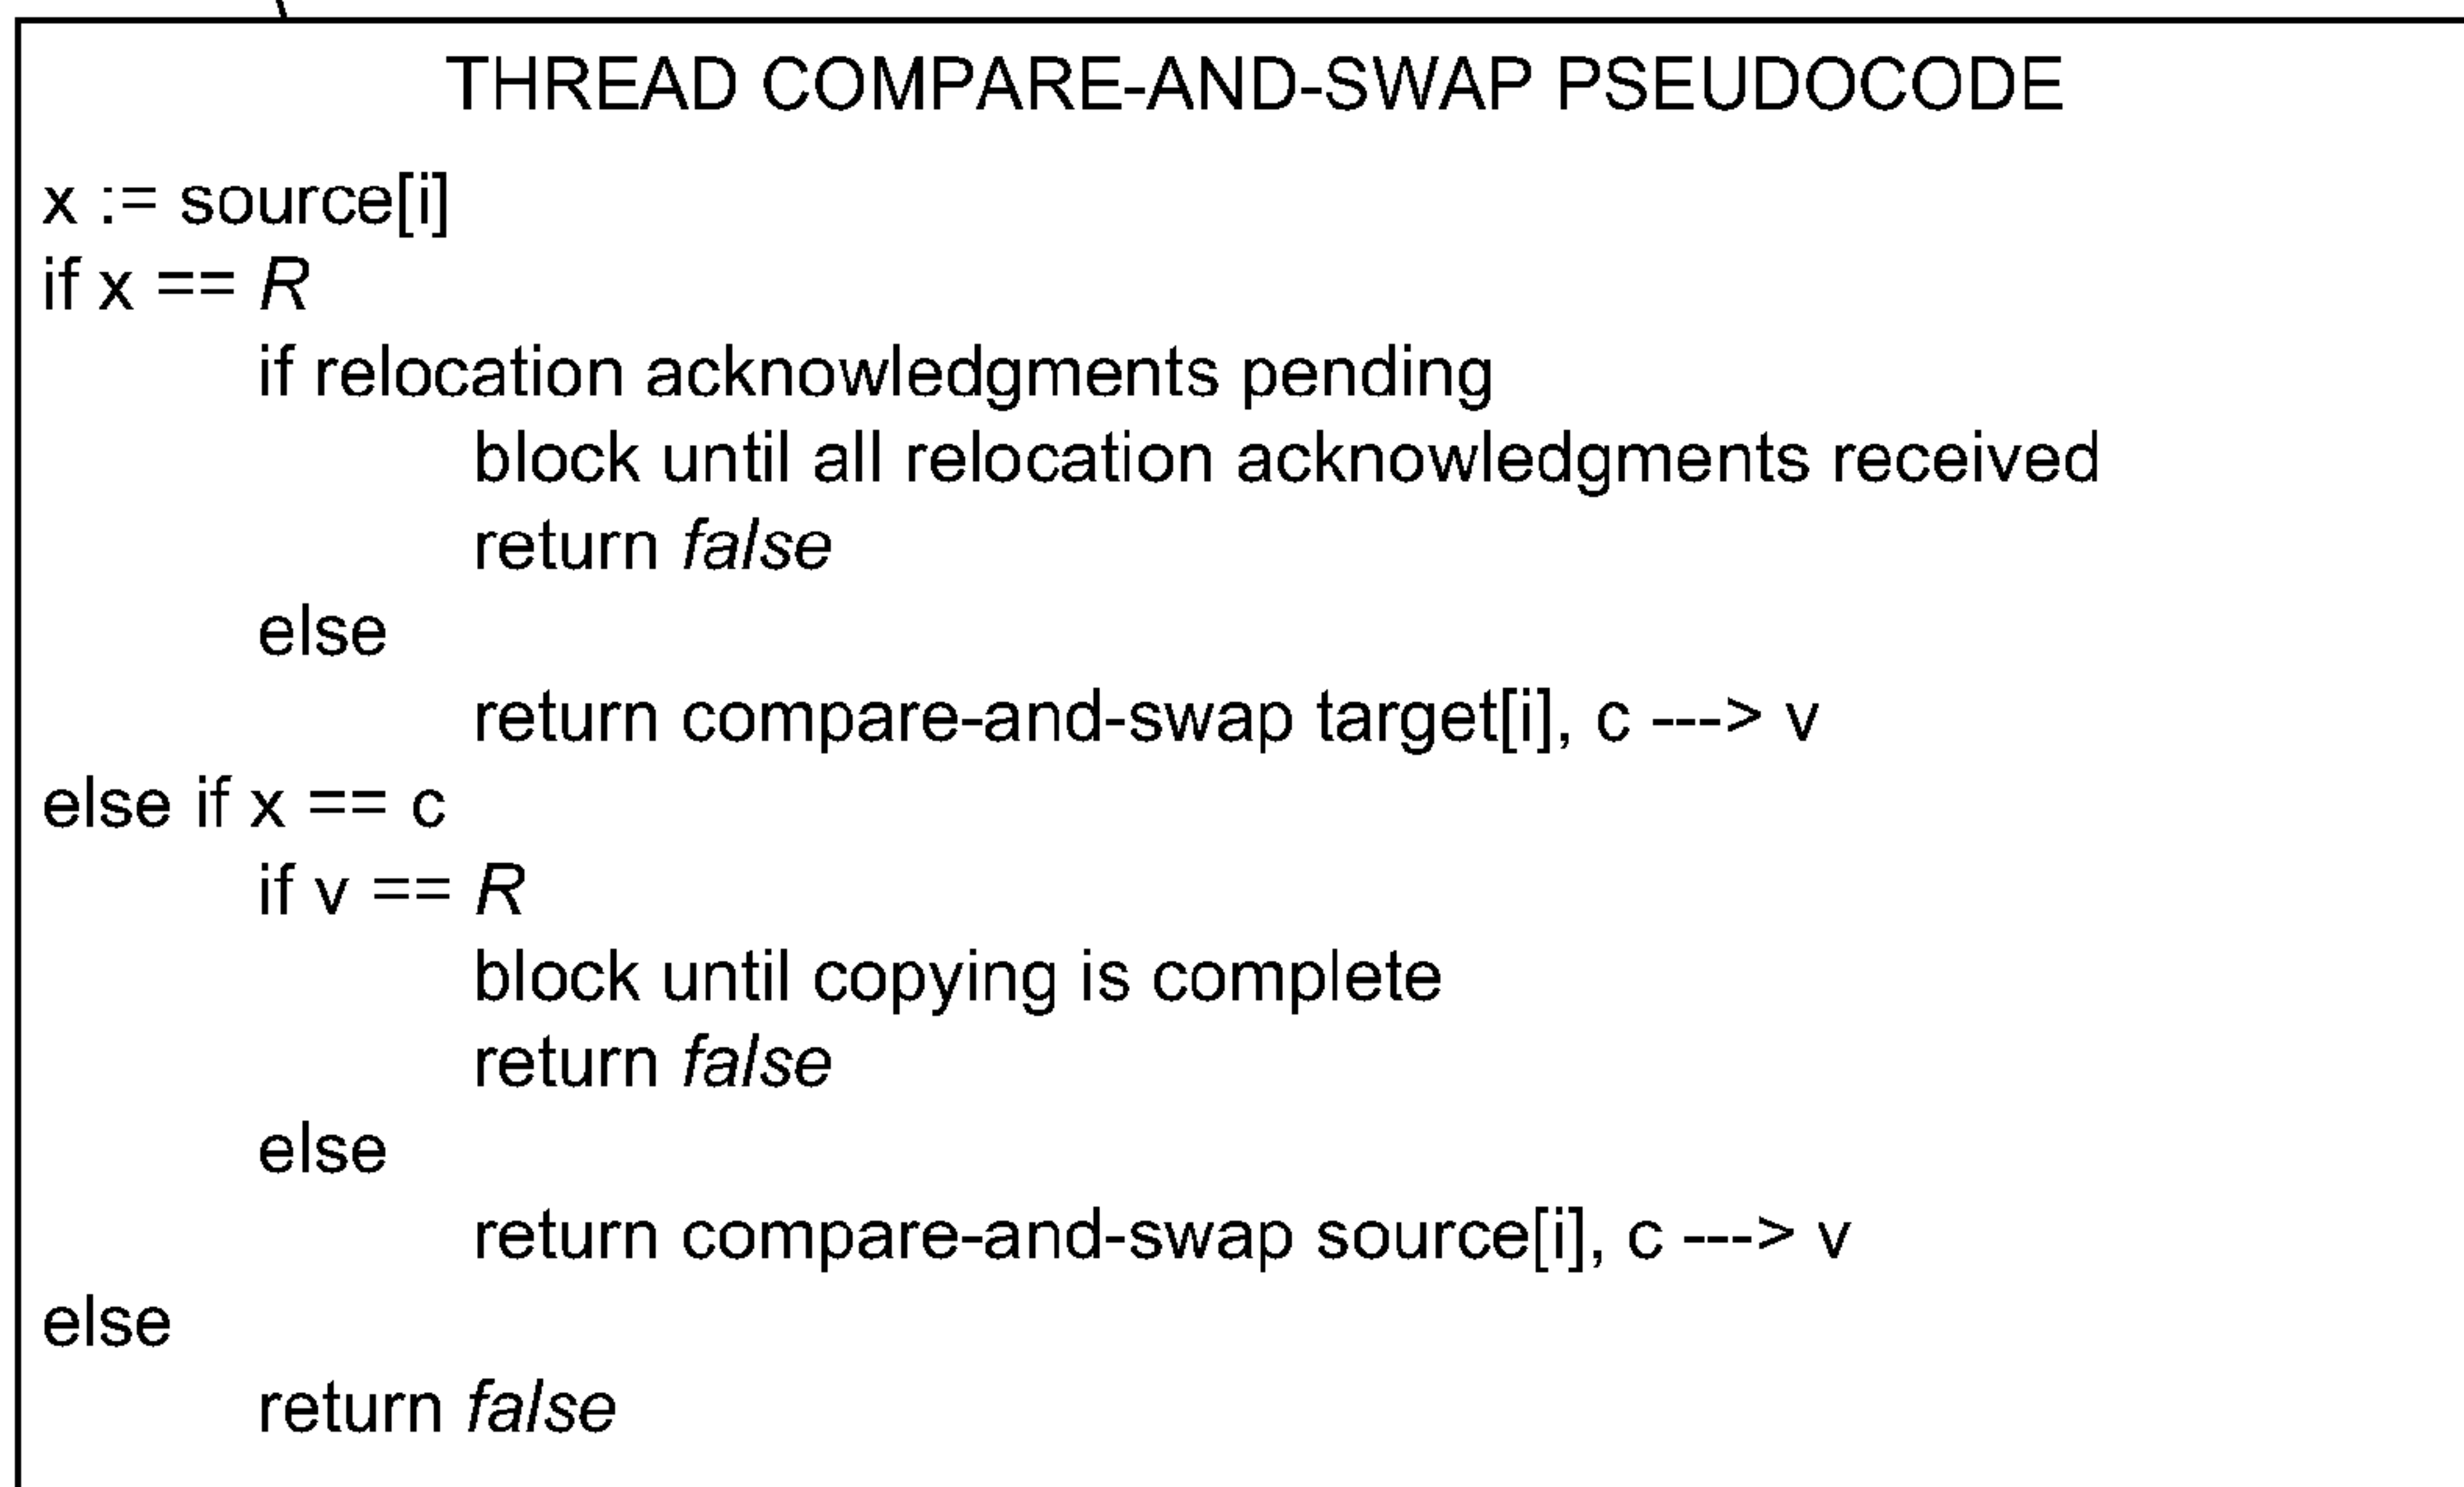 THREAD COMPARE-AND-SWAP PSEUDOCODE
x := source[i]
if x == R
if relocation acknowledgments pending
block until all relocation acknowledgments received
return false
else
return compare-and-swap target[i], c ---> v
else if x == c
if v == R
block until copying is complete
return false
else
return compare-and-swap source[i], c ---> v
else
return false